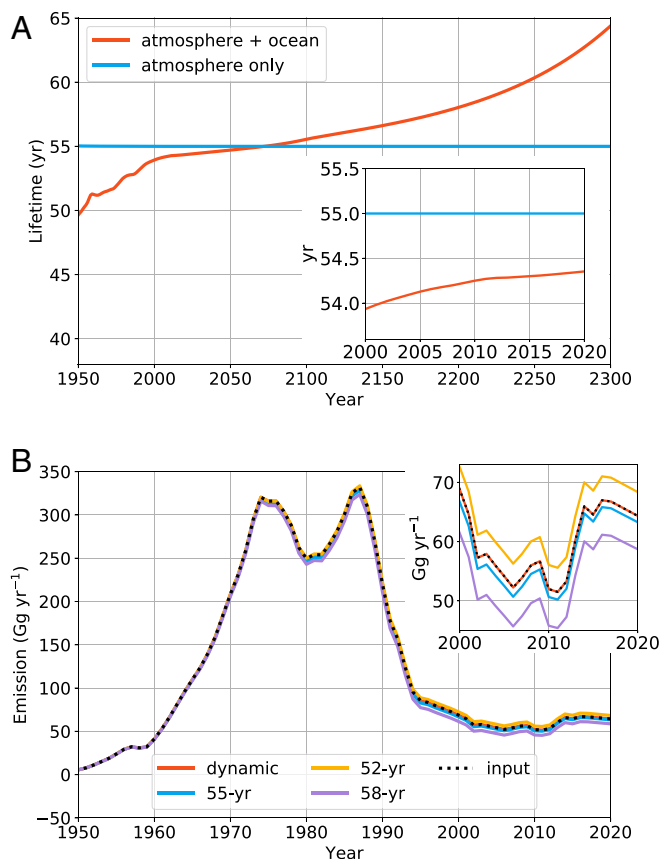 A
65
60
55
50
45
40
Lifetime (yr)
atmosphere + ocean
atmosphere only
55.5
55.0
54.5
54.0
yr
2000 2005 2010 2015 2020
1950 2000 2050 2100 2150 2200 2250 2300
Year
B
350
300
250
200
150
100
50
0
−50
Emission (Gg yr−1)
70
60
50
Gg yr−1
2000 2005 2010 2015 2020
dynamic 52-yr input
55-yr 58-yr
1950 1960 1970 1980 1990 2000 2010 2020
Year